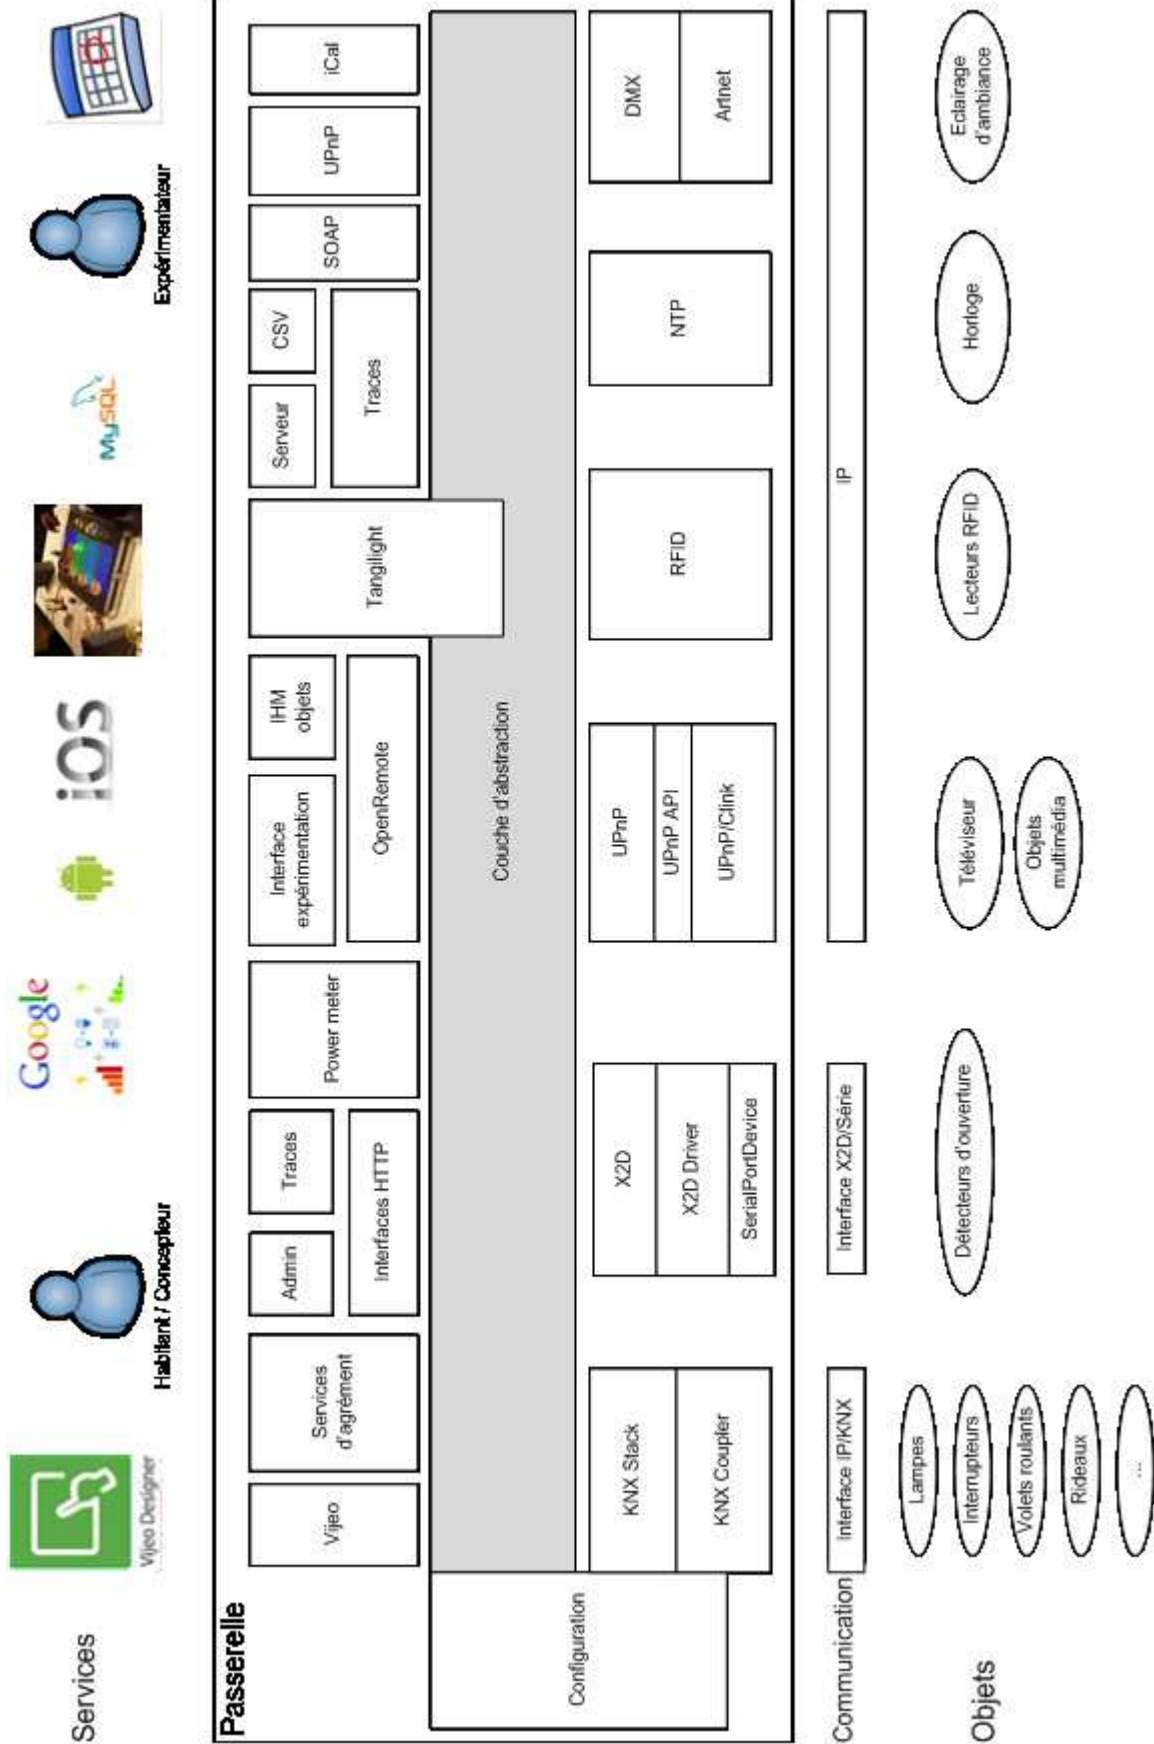 Services
Vijeo Designer
Habitant / Concepteur
Google
iOS
MySQL
Expérimentateur
Passerelle
Vijeo
Services
d'agrément
Admin
Traces
Interfaces HTTP
Power meter
Interface
expérimentation
IHM
objets
OpenRemote
Tangilight
Serveur
CSV
Traces
SOAP
UPnP
iCal
Configuration
Couche d'abstraction
KNX Stack
KNX Coupler
X2D
X2D Driver
SerialPortDevice
UPnP
UPnP API
UPnP/Clink
RFID
NTP
DMX
Artnet
Communication
Interface IP/KNX
Interface X2D/Série
IP
Objets
Lampes
Interrupteurs
Volets roulants
Rideaux
...
Détecteurs d'ouverture
Téléviseur
Objets
multimédia
Lecteurs RFID
Horloge
Eclairage
d'ambiance